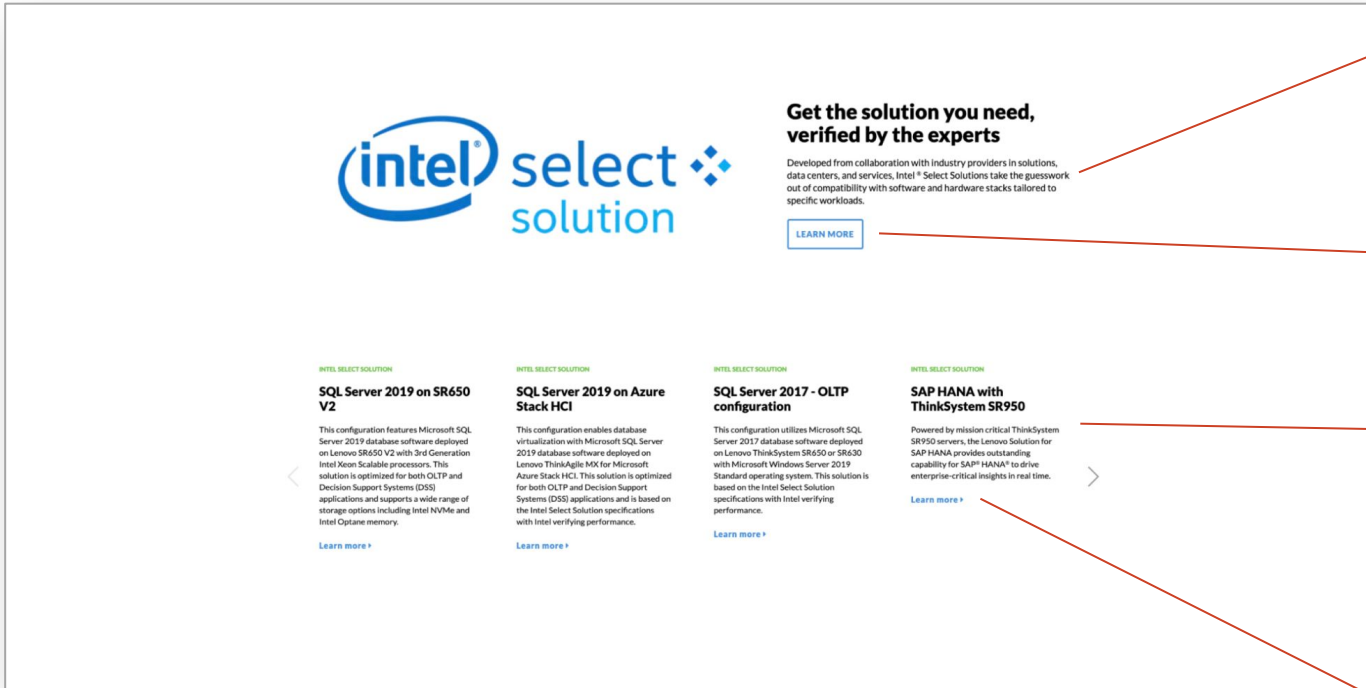 intel® select
solution
Get the solution you need,
verified by the experts
Developed from collaboration with industry providers in solutions,
data centers, and services, Intel ® Select Solutions take the guesswork
out of compatibility with software and hardware stacks tailored to
specific workloads.
LEARN MORE
INTEL SELECT SOLUTION
SQL Server 2019 on SR650
V2
This configuration features Microsoft SQL
Server 2019 database software deployed
on Lenovo SR650 V2 with 3rd Generation
Intel Xeon Scalable processors. This
solution is optimized for both OLTP and
Decision Support Systems (DSS)
applications and supports a wide range of
storage options including Intel NVMe and
Intel Optane memory.
Learn more
INTEL SELECT SOLUTION
SQL Server 2019 on Azure
Stack HCI
This configuration enables database
virtualization with Microsoft SQL Server
2019 database software deployed on
Lenovo ThinkAgile MX for Microsoft
Azure Stack HCI. This solution is optimized
for both OLTP and Decision Support
Systems (DSS) applications and is based on
the Intel Select Solution specifications
with Intel verifying performance.
Learn more
INTEL SELECT SOLUTION
SQL Server 2017 - OLTP
configuration
This configuration utilizes Microsoft SQL
Server 2017 database software deployed
on Lenovo ThinkSystem SR650 or SR630
with Microsoft Windows Server 2019
Standard operating system. This solution is
based on the Intel Select Solution
specifications with Intel verifying
performance.
Learn more
INTEL SELECT SOLUTION
SAP HANA with
ThinkSystem SR950
Powered by mission critical ThinkSystem
SR950 servers, the Lenovo Solution for
SAP HANA provides outstanding
capability for SAP® HANA® to drive
enterprise-critical insights in real time.
Learn more